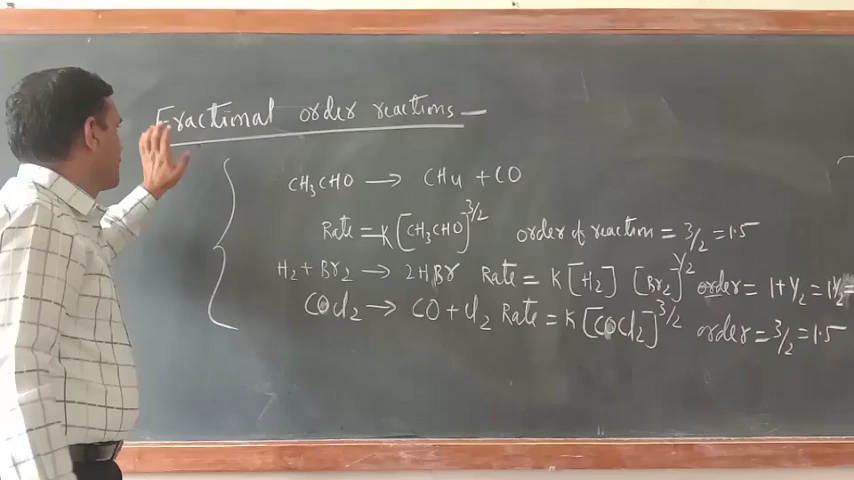 Fractional order reactions —
CH₃CHO → CH₄ + CO
Rate = K[CH₃CHO]^3/2 order of reaction = 3/2 = 1.5
H₂ + Br₂ → 2HBr Rate = K[H₂] [Br₂]^1/2 order = 1 + 1/2 = 1 1/2 =
COCl₂ → CO + Cl₂ Rate = K[COCl₂]^3/2 order = 3/2 = 1.5